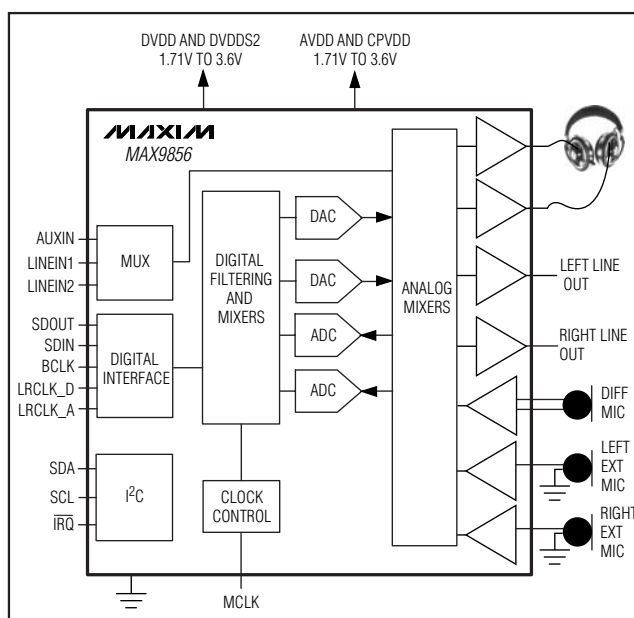 DVDD AND DVDDS2
1.71V TO 3.6V
AVDD AND CPVDD
1.71V TO 3.6V
MAXIM
MAX9856
AUXIN
LINEIN1
LINEIN2
MUX
SDOUT
SDIN
BCLK
LRCLK_D
LRCLK_A
DIGITAL
INTERFACE
SDA
SCL
IRQ
I²C
DIGITAL
FILTERING
AND
MIXERS
CLOCK
CONTROL
MCLK
DAC
DAC
ADC
ADC
ANALOG
MIXERS
LEFT LINE
OUT
RIGHT LINE
OUT
DIFF
MIC
LEFT
EXT
MIC
RIGHT
EXT
MIC